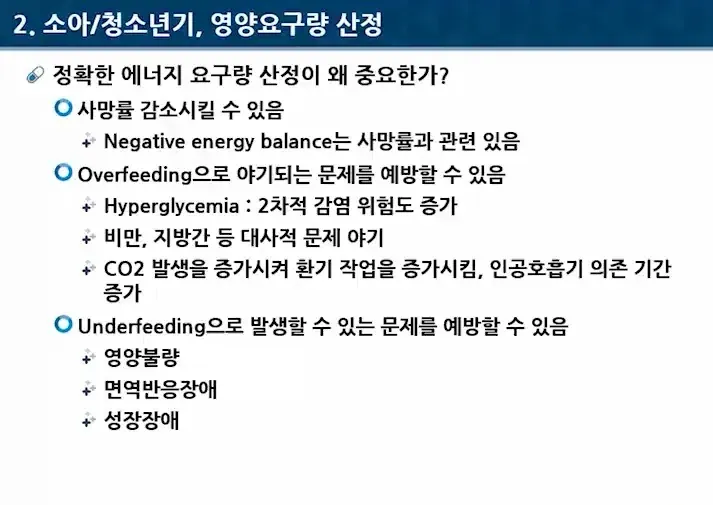 2. 소아/청소년기, 영양요구량 산정
정확한 에너지 요구량 산정이 왜 중요한가?
사망률 감소시킬 수 있음
Negative energy balance는 사망률과 관련 있음
Overfeeding으로 야기되는 문제를 예방할 수 있음
Hyperglycemia : 2차적 감염 위험도 증가
비만, 지방간 등 대사적 문제 야기
CO2 발생을 증가시켜 환기 작업을 증가시킴, 인공호흡기 의존 기간
증가
Underfeeding으로 발생할 수 있는 문제를 예방할 수 있음
영양불량
면역반응장애
성장장애